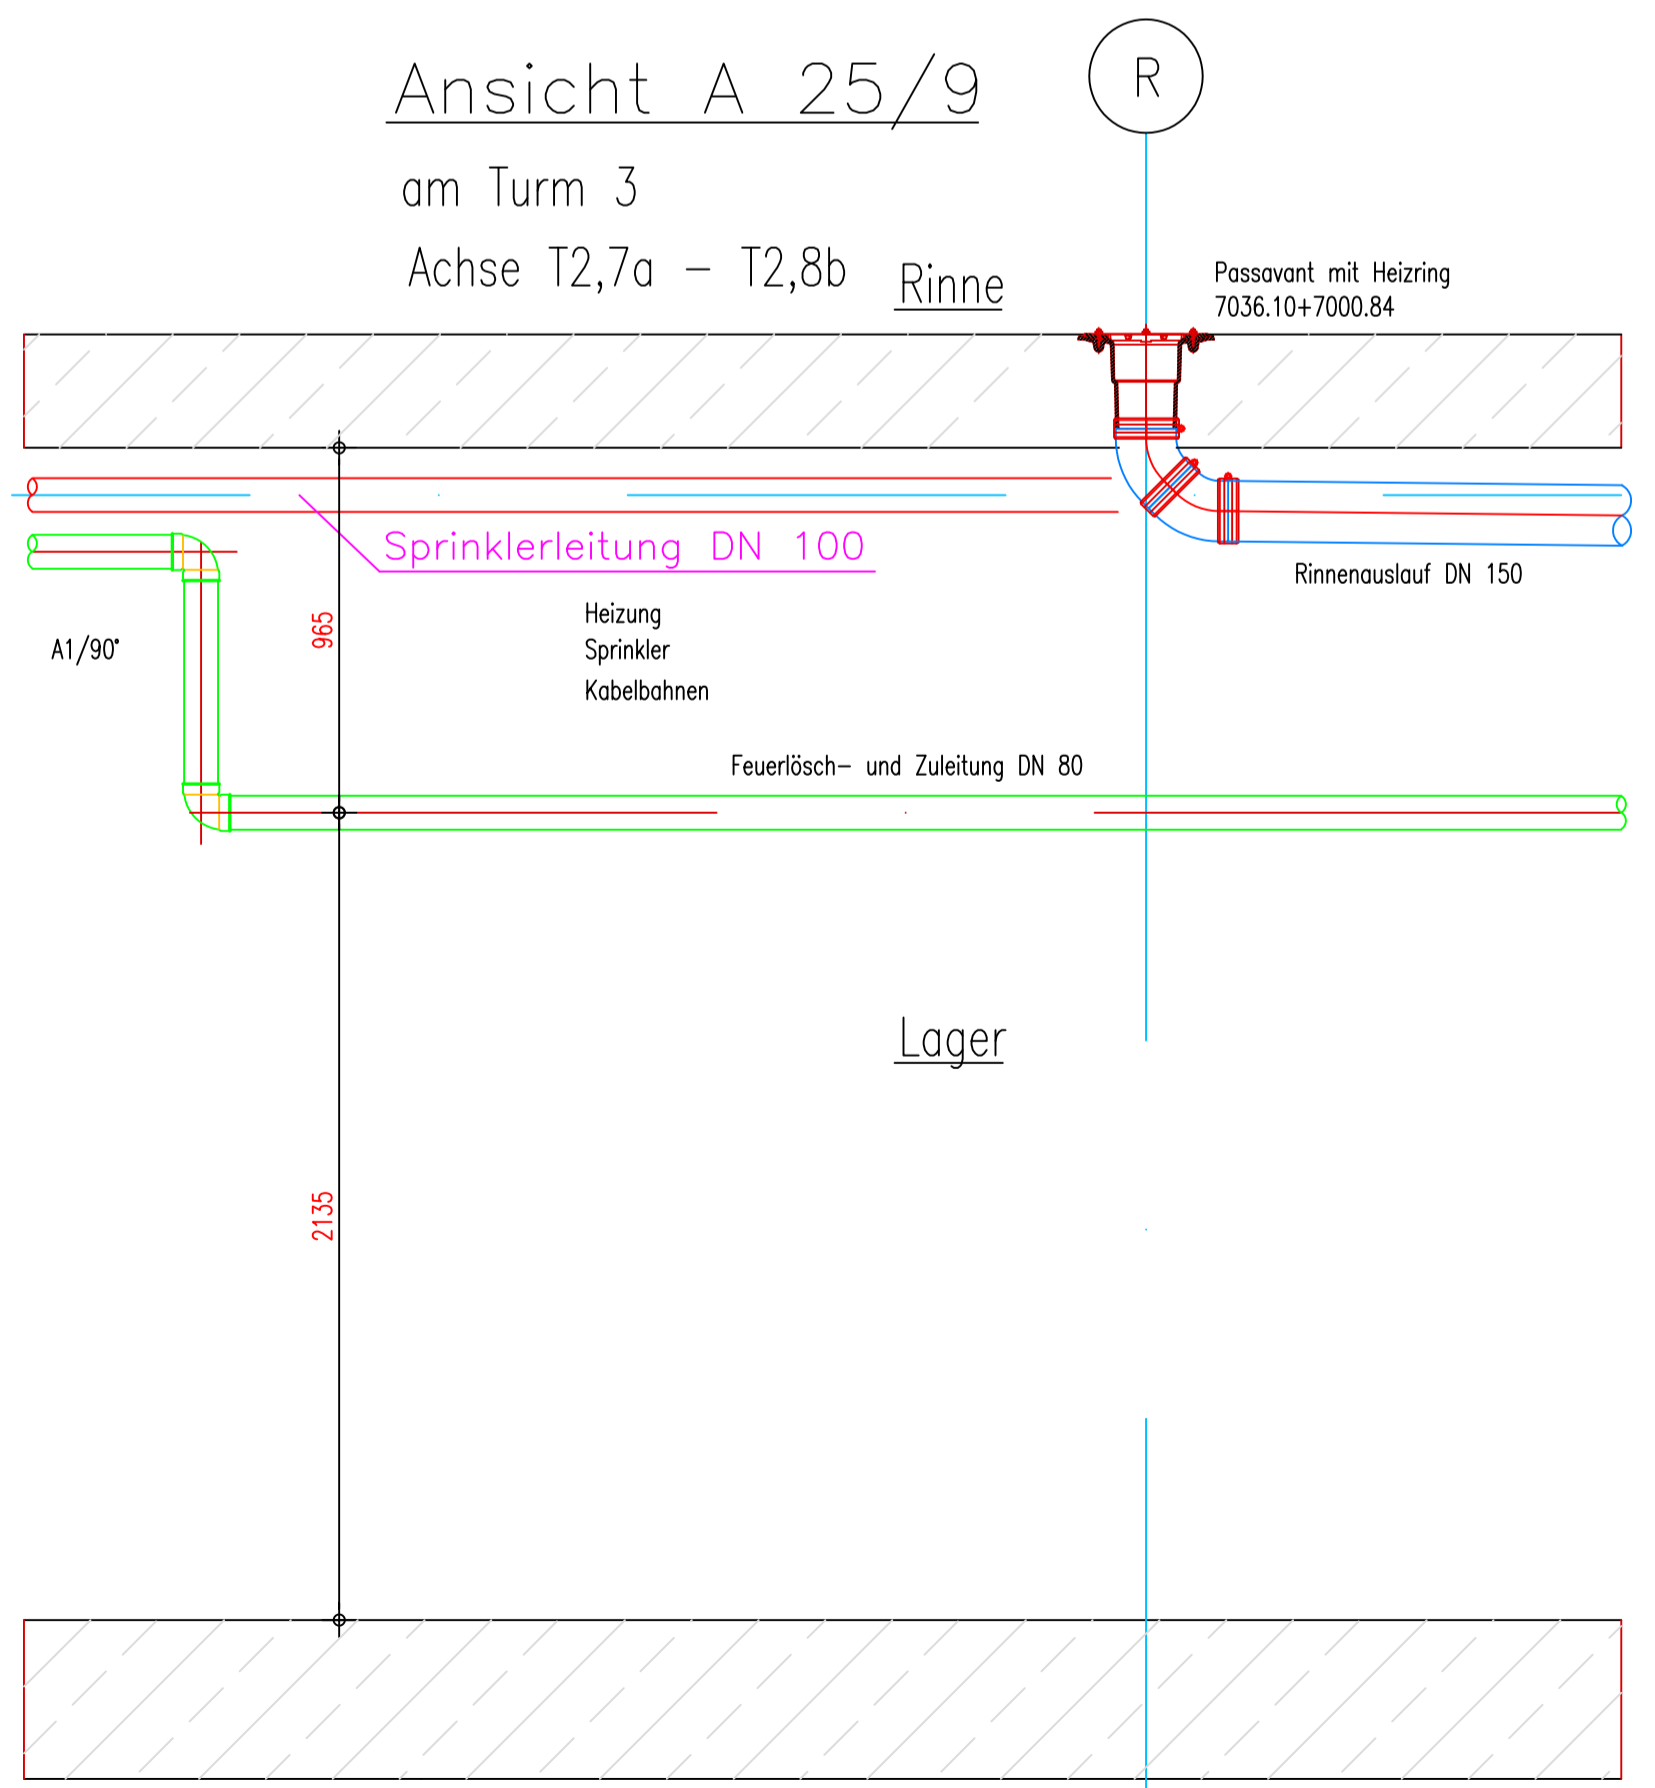 Ansicht A 25/9
R
am Turm 3
Achse T2,7a – T2,8b
Rinne
Passavant mit Heizring
7036.10+7000.84
Sprinklerleitung DN 100
Rinnenauslauf DN 150
965
A1/90°
Heizung
Sprinkler
Kabelbahnen
Feuerlösch– und Zuleitung DN 80
Lager
2135